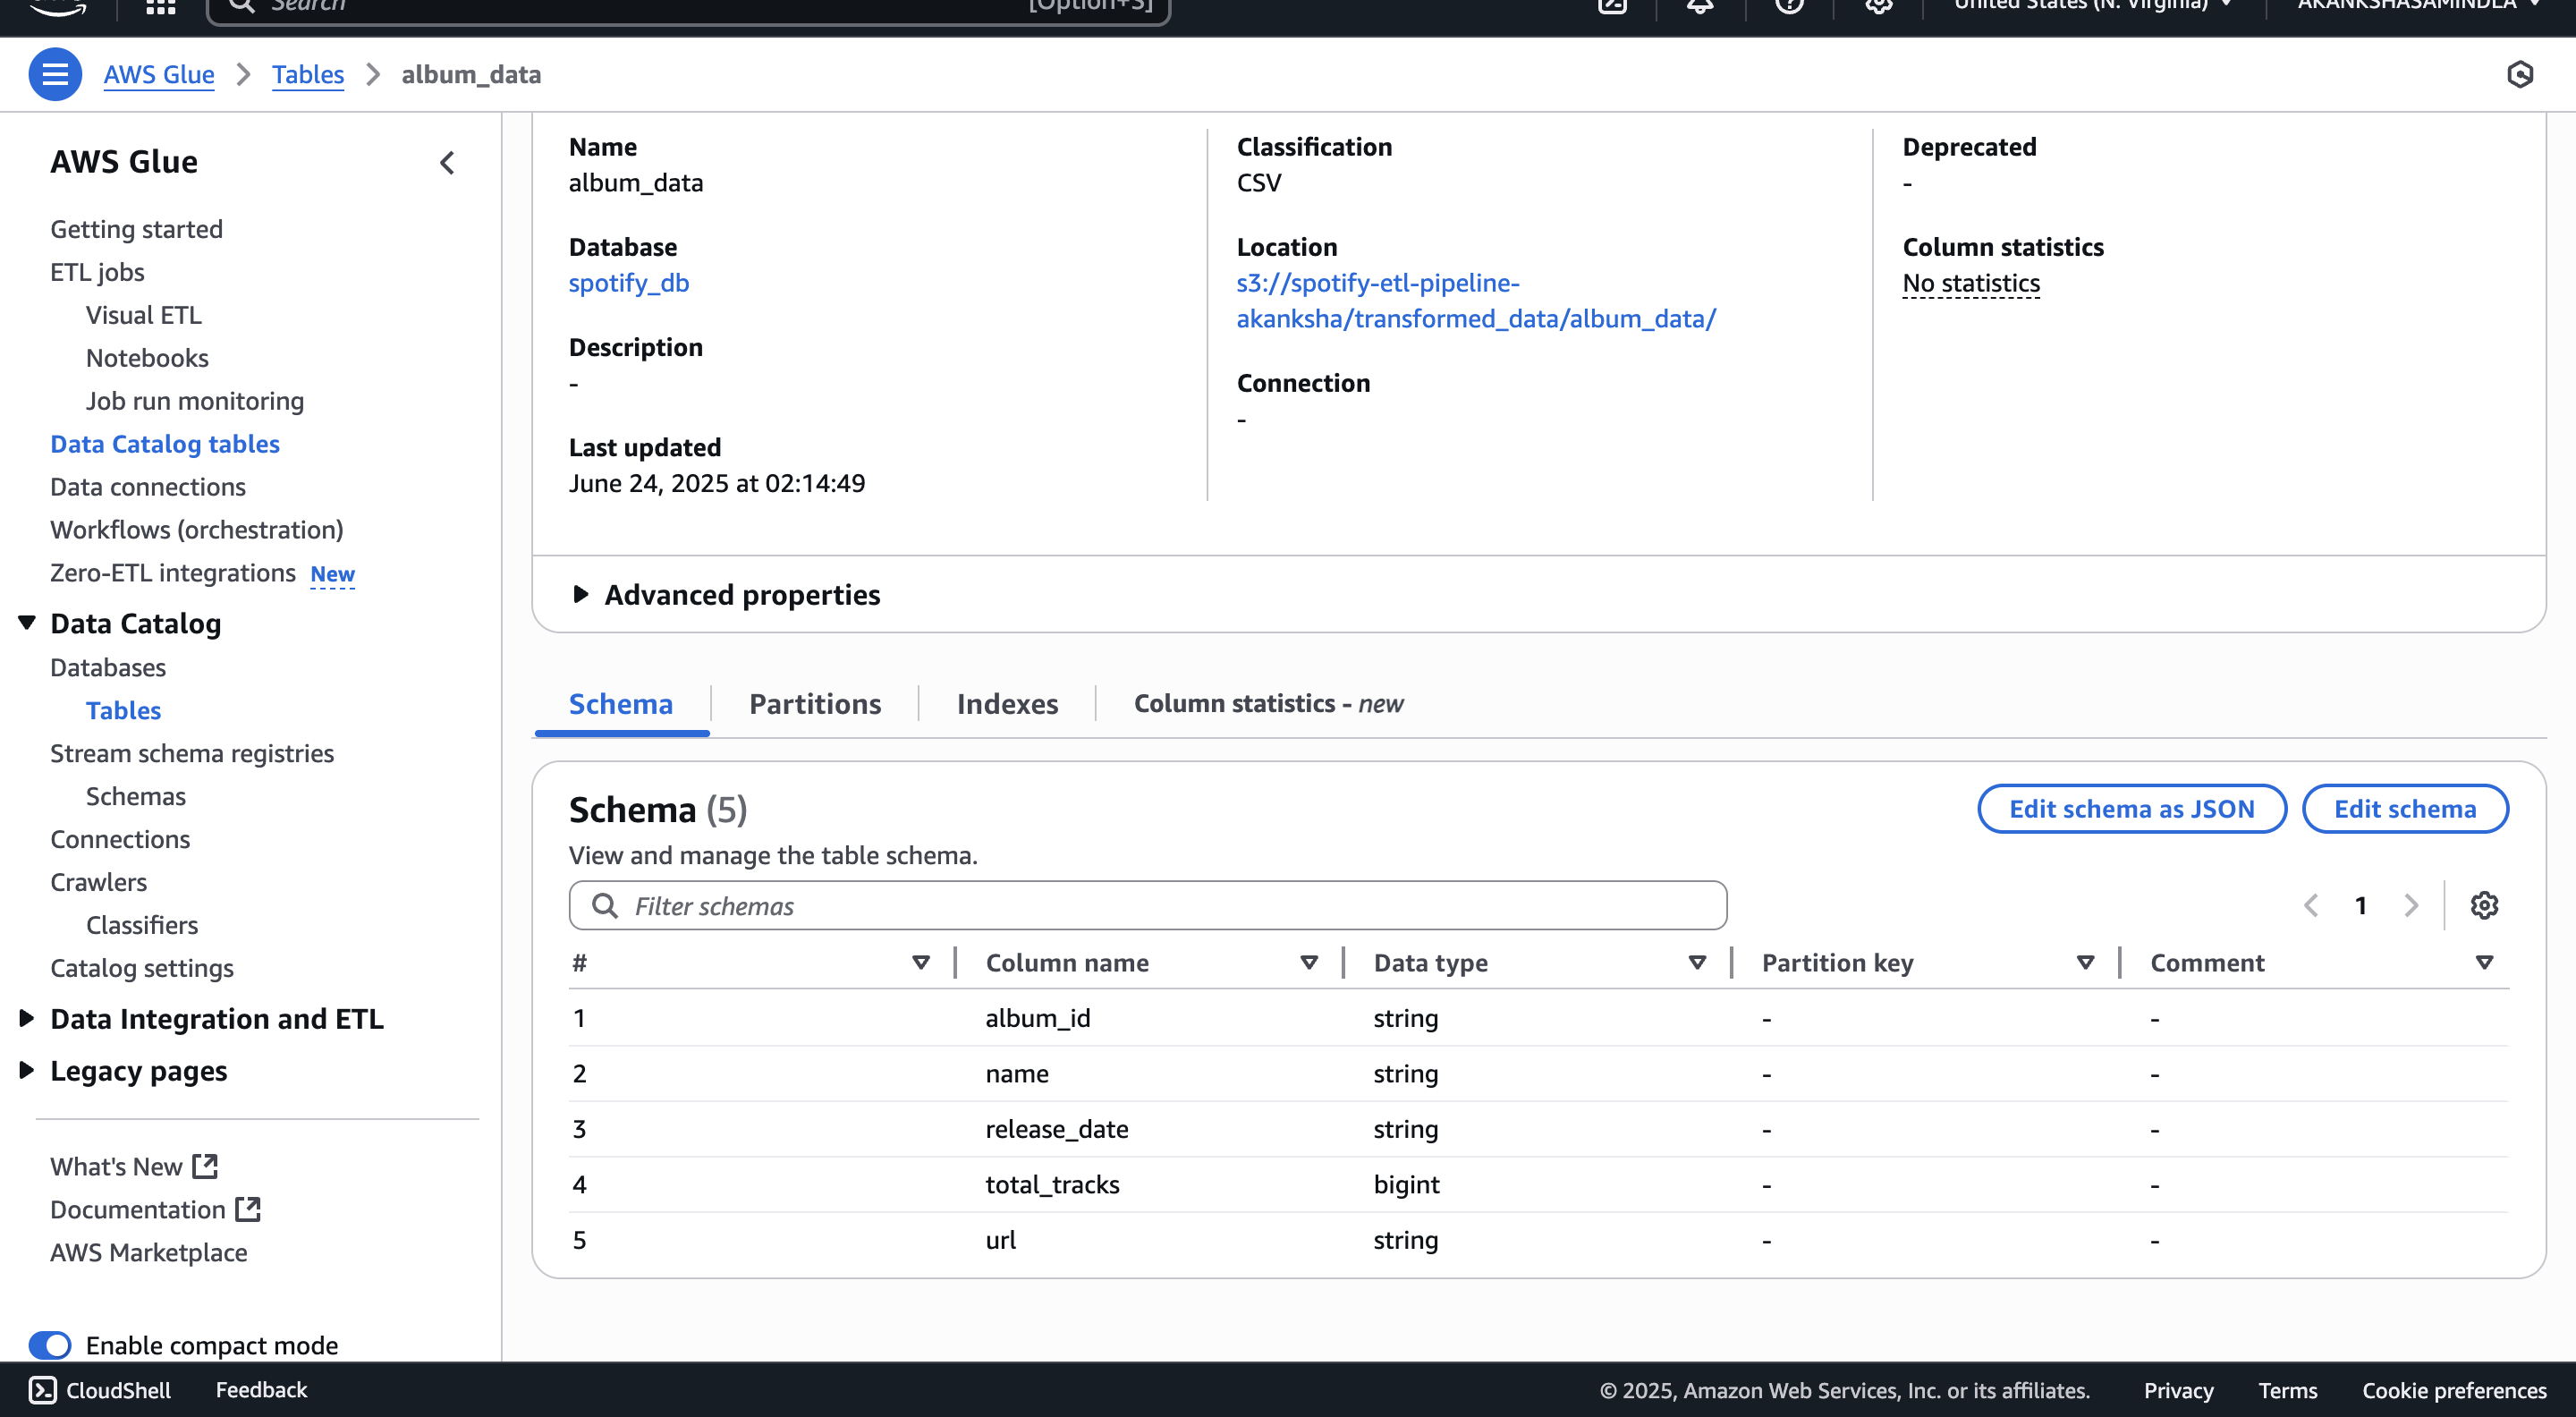 Search
[Option+S]
United States (N. Virginia)
AKANKSHASAMINDLA
AWS Glue
Tables
album_data
AWS Glue
Getting started
ETL jobs
Visual ETL
Notebooks
Job run monitoring
Data Catalog tables
Data connections
Workflows (orchestration)
Zero-ETL integrations New
Data Catalog
Databases
Tables
Stream schema registries
Schemas
Connections
Crawlers
Classifiers
Catalog settings
Data Integration and ETL
Legacy pages
What's New
Documentation
AWS Marketplace
Enable compact mode
Name
album_data
Database
spotify_db
Description
-
Last updated
June 24, 2025 at 02:14:49
Classification
CSV
Location
s3://spotify-etl-pipeline-
akanksha/transformed_data/album_data/
Connection
-
Deprecated
-
Column statistics
No statistics
Advanced properties
Schema
Partitions
Indexes
Column statistics - new
Schema (5)
Edit schema as JSON
Edit schema
View and manage the table schema.
Filter schemas
1
# Column name Data type Partition key Comment
1 album_id string - -
2 name string - -
3 release_date string - -
4 total_tracks bigint - -
5 url string - -
CloudShell
Feedback
© 2025, Amazon Web Services, Inc. or its affiliates.
Privacy
Terms
Cookie preferences